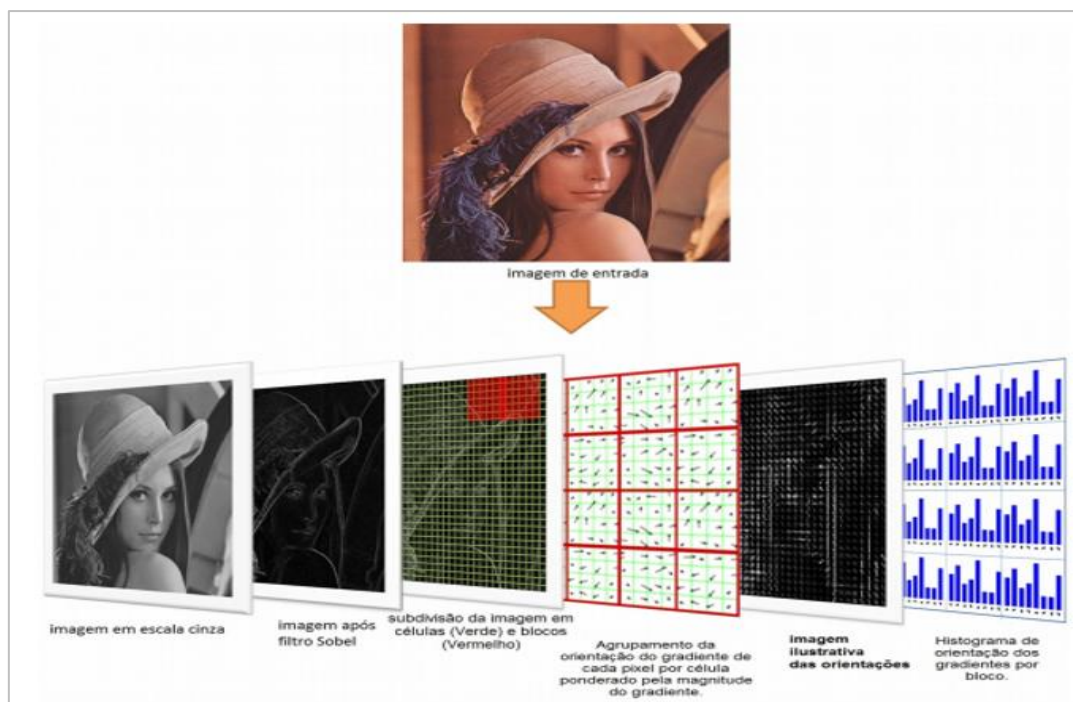 imagem de entrada
imagem em escala cinza
imagem após
filtro Sobel
subdivisão da imagem em
células (Verde) e blocos
(Vermelho)
Agrupamento da
orientação do gradiente de
cada pixel por célula
ponderado pela magnitude
do gradiente.
imagem
ilustrativa
das orientações
Histograma de
orientação dos
gradientes por
bloco.